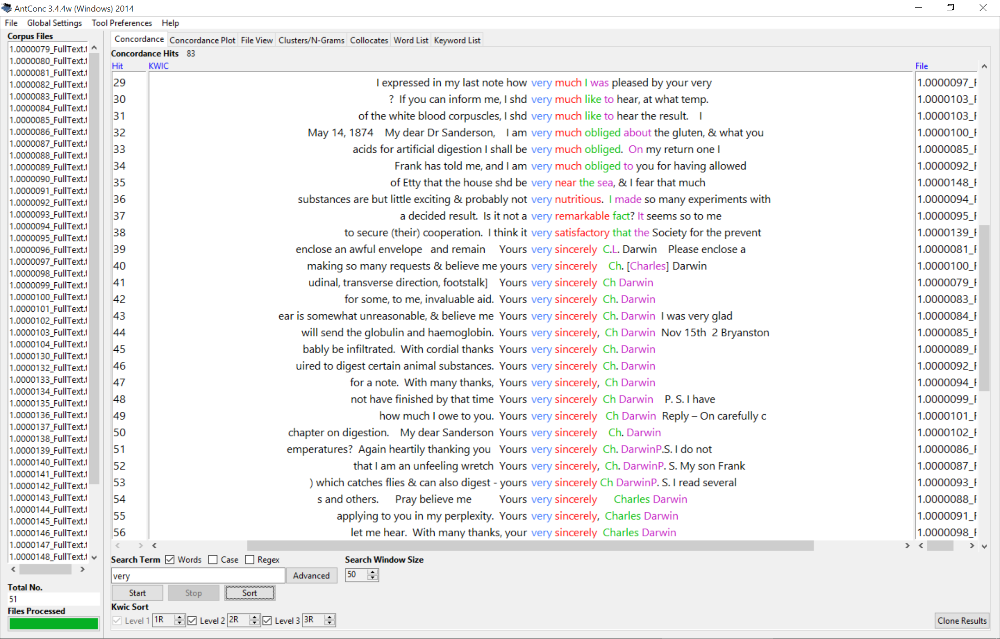 AntConc 3.4.4w (Windows) 2014
File Global Settings Tool Preferences Help
Corpus Files
1.0000079_FullText.t
1.0000080_FullText.t
1.0000081_FullText.t
1.0000082_FullText.t
1.0000083_FullText.t
1.0000084_FullText.t
1.0000085_FullText.t
1.0000086_FullText.t
1.0000087_FullText.t
1.0000088_FullText.t
1.0000089_FullText.t
1.0000090_FullText.t
1.0000091_FullText.t
1.0000092_FullText.t
1.0000093_FullText.t
1.0000094_FullText.t
1.0000095_FullText.t
1.0000096_FullText.t
1.0000097_FullText.t
1.0000098_FullText.t
1.0000099_FullText.t
1.0000100_FullText.t
1.0000101_FullText.t
1.0000102_FullText.t
1.0000103_FullText.t
1.0000104_FullText.t
1.0000130_FullText.t
1.0000132_FullText.t
1.0000133_FullText.t
1.0000134_FullText.t
1.0000135_FullText.t
1.0000136_FullText.t
1.0000137_FullText.t
1.0000138_FullText.t
1.0000139_FullText.t
1.0000140_FullText.t
1.0000141_FullText.t
1.0000142_FullText.t
1.0000143_FullText.t
1.0000144_FullText.t
1.0000145_FullText.t
1.0000146_FullText.t
1.0000147_FullText.t
1.0000148_FullText.t
Total No.
51
Files Processed
Concordance Concordance Plot File View Clusters/N-Grams Collocates Word List Keyword List
Concordance Hits 83
Hit KWIC File
29 I expressed in my last note how very much I was pleased by your very 1.0000097_F
30 ? If you can inform me, I shd very much like to hear, at what temp. 1.0000103_F
31 of the white blood corpuscles, I shd very much like to hear the result. I 1.0000103_F
32 May 14, 1874 My dear Dr Sanderson, I am very much obliged about the gluten, & what you 1.0000100_F
33 acids for artificial digestion I shall be very much obliged. On my return one I 1.0000085_F
34 Frank has told me, and I am very much obliged to you for having allowed 1.0000092_F
35 of Etty that the house shd be very near the sea, & I fear that much 1.0000148_F
36 substances are but little exciting & probably not very nutritious. I made so many experiments with 1.0000094_F
37 a decided result. Is it not a very remarkable fact? It seems so to me 1.0000095_F
38 to secure (their) cooperation. I think it very satisfactory that the Society for the prevent 1.0000139_F
39 enclose an awful envelope and remain Yours very sincerely C.L. Darwin Please enclose a 1.0000081_F
40 making so many requests & believe me yours very sincerely Ch. [Charles] Darwin 1.0000100_F
41 udinal, transverse direction, footstalk] Yours very sincerely Ch Darwin 1.0000079_F
42 for some, to me, invaluable aid. Yours very sincerely Ch. Darwin 1.0000083_F
43 ear is somewhat unreasonable, & believe me Yours very sincerely Ch. Darwin I was very glad 1.0000084_F
44 will send the globulin and haemoglobin. Yours very sincerely, Ch Darwin Nov 15th 2 Bryanston 1.0000085_F
45 bably be infiltrated. With cordial thanks Yours very sincerely Ch. Darwin 1.0000089_F
46 uired to digest certain animal substances. Yours very sincerely Ch. Darwin 1.0000092_F
47 for a note. With many thanks, Yours very sincerely, Ch Darwin 1.0000094_F
48 not have finished by that time Yours very sincerely Ch Darwin P. S. I have 1.0000099_F
49 how much I owe to you. Yours very sincerely Ch Darwin Reply – On carefully c 1.0000101_F
50 chapter on digestion. My dear Sanderson Yours very sincerely Ch. Darwin 1.0000102_F
51 emperatures? Again heartily thanking you Yours very sincerely Ch. DarwinP.S. I do not 1.0000086_F
52 that I am an unfeeling wretch Yours very sincerely, Ch. DarwinP. S. My son Frank 1.0000087_F
53 ) which catches flies & can also digest - yours very sincerely Ch DarwinP. S. I read several 1.0000093_F
54 s and others. Pray believe me Yours very sincerely Charles Darwin 1.0000088_F
55 applying to you in my perplexity. Yours very sincerely, Charles Darwin 1.0000091_F
56 let me hear. With many thanks, your very sincerely Charles Darwin 1.0000098_F
Search Term Words Case Regex Search Window Size
very Advanced 50
Start Stop Sort
Kwic Sort
Level 1 1R Level 2 2R Level 3 3R Clone Results